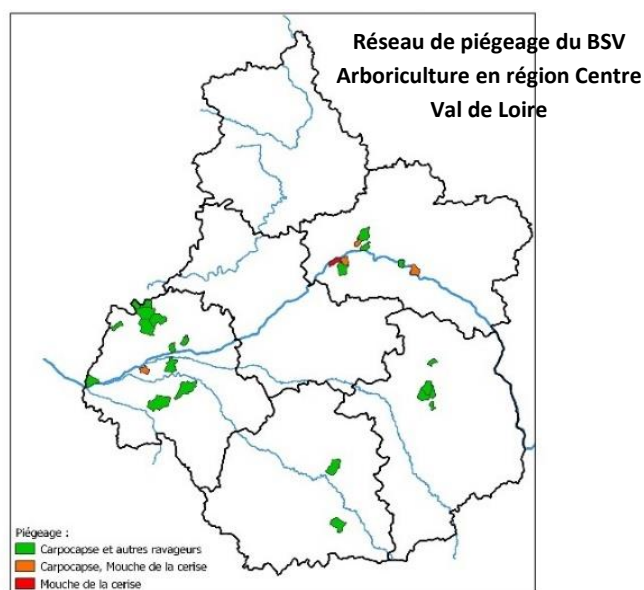 Réseau de piégeage du BSV
Arboriculture en région Centre
Val de Loire
Piégeage :
Carpocapse et autres ravageurs
Carpocapse, Mouche de la cerise
Mouche de la cerise